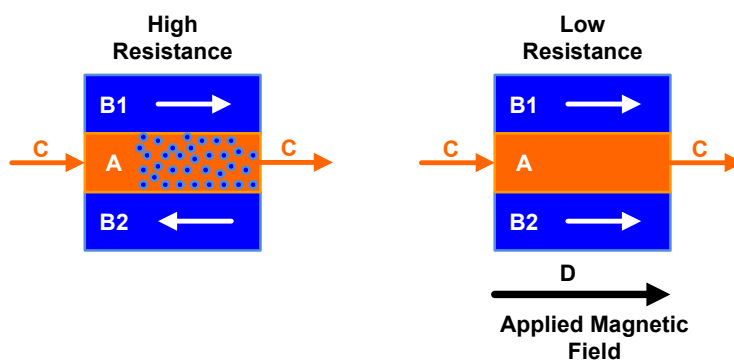 High
Resistance
B1
C
A
C
B2
Low
Resistance
B1
C
A
C
B2
D
Applied Magnetic
Field